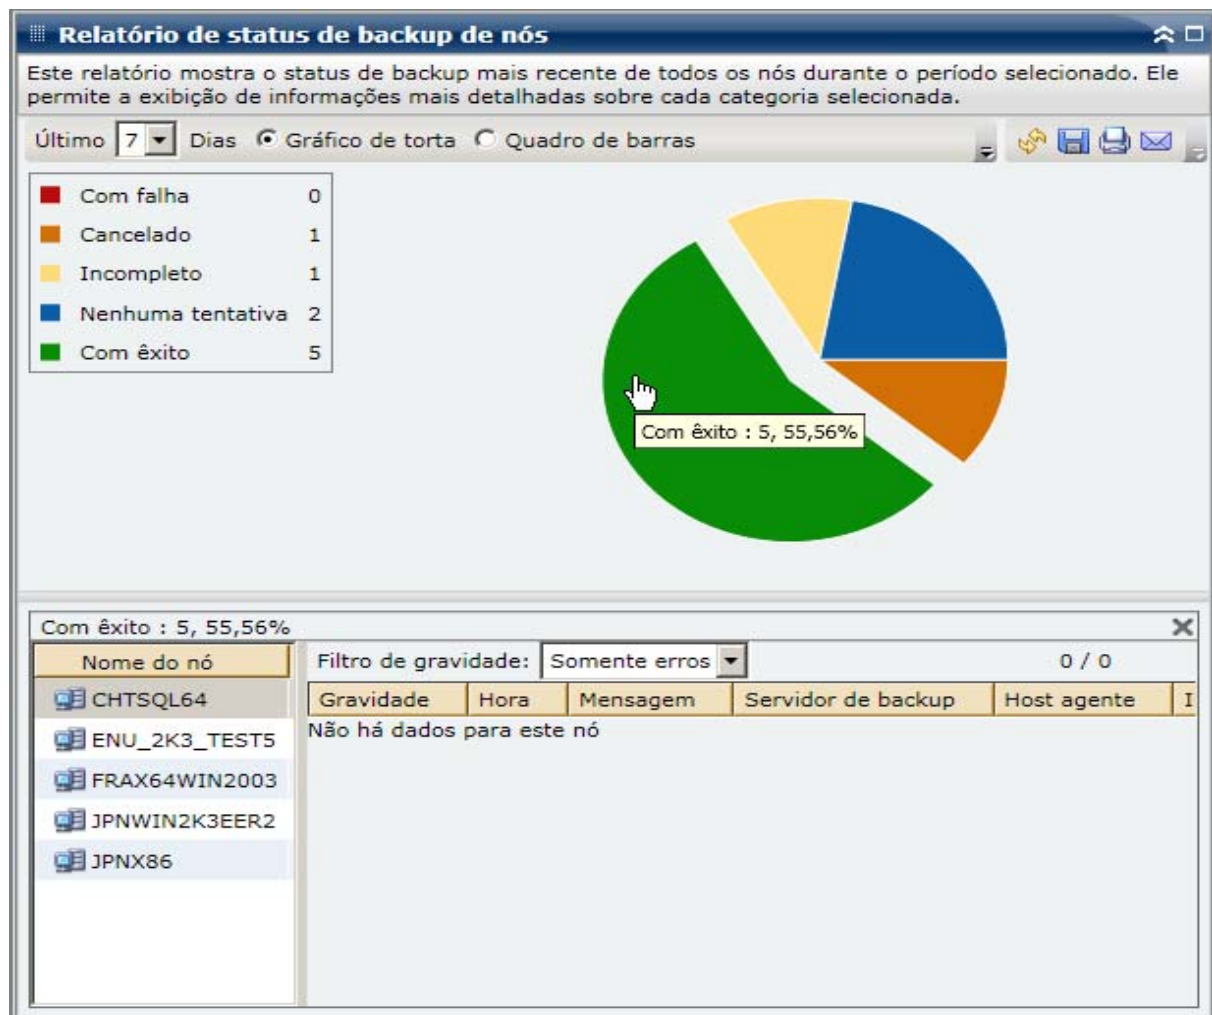 Relatório de status de backup de nós
Este relatório mostra o status de backup mais recente de todos os nós durante o período selecionado. Ele
permite a exibição de informações mais detalhadas sobre cada categoria selecionada.
Último 7 Dias Gráfico de torta Quadro de barras
Com falha 0
Cancelado 1
Incompleto 1
Nenhuma tentativa 2
Com êxito 5
Com êxito : 5, 55,56%
Com êxito : 5, 55,56%
Nome do nó Filtro de gravidade: Somente erros 0 / 0
CHTSQL64 Gravidade Hora Mensagem Servidor de backup Host agente
ENU_2K3_TEST5 Não há dados para este nó
FRAX64WIN2003
JPNWIN2K3EER2
JPNX86